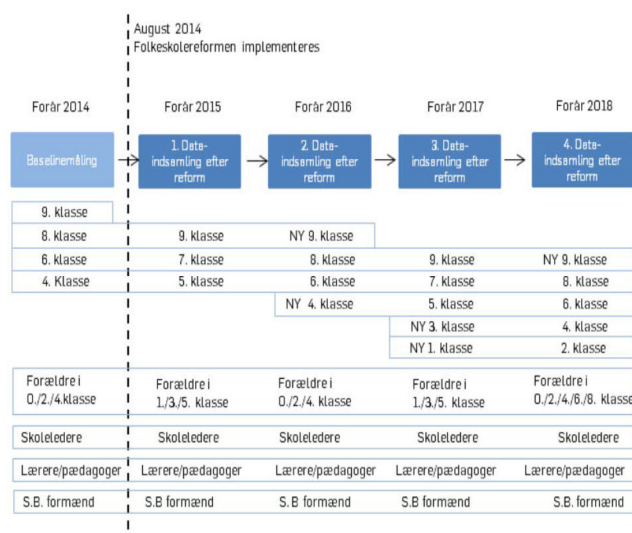 August 2014
Folkeskolereformen implementeres
Forår 2014 Forår 2015 Forår 2016 Forår 2017 Forår 2018
Baselinemåling
1. Data-
indsamling efter
reform
2. Data-
indsamling efter
reform
3. Data-
indsamling efter
reform
4. Data-
indsamling efter
reform
9. klasse
8. klasse 9. klasse NY 9. klasse
6. klasse 7. klasse 8. klasse 9. klasse NY 9. klasse
4. Klasse 5. klasse 6. klasse 7. klasse 8. klasse
NY 4. klasse 5. klasse 6. klasse
NY 3. klasse 4. klasse
NY 1. klasse 2. klasse
Forældre i
0./2./4.klasse
Forældre i
1./3./5. klasse
Forældre i
0./2./4. klasse
Forældre i
1./3./5. klasse
Forældre i
0./2./4./6./8. klasse
Skoleledere Skoleledere Skoleledere Skoleledere Skoleledere
Lærere/pædagoger Lærere/pædagoger Lærere/pædagoger Lærere/pædagoger Lærere/pædagoger
S.B. formænd S.B formænd S.B. formænd S.B formænd S.B. formænd